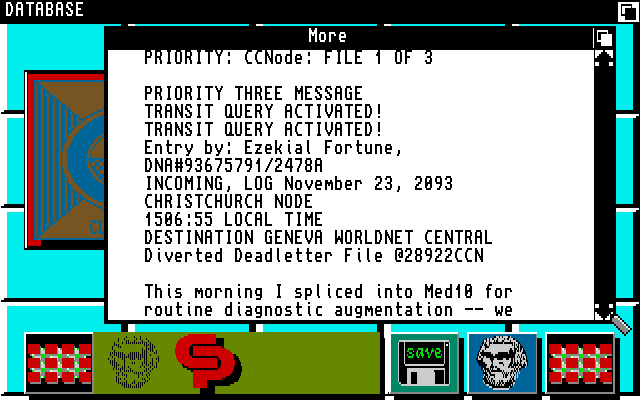 DATABASE
More
PRIORITY: CCNode: FILE 1 OF 3
PRIORITY THREE MESSAGE
TRANSIT QUERY ACTIVATED!
TRANSIT QUERY ACTIVATED!
Entry by: Ezekial Fortune,
DNA#93675791/2478A
INCOMING, LOG November 23, 2093
CHRISTCHURCH NODE
1506:55 LOCAL TIME
DESTINATION GENEVA WORLDNET CENTRAL
Diverted Deadletter File @28922CCN
This morning I spliced into Med10 for
routine diagnostic augmentation -- we
CL
save